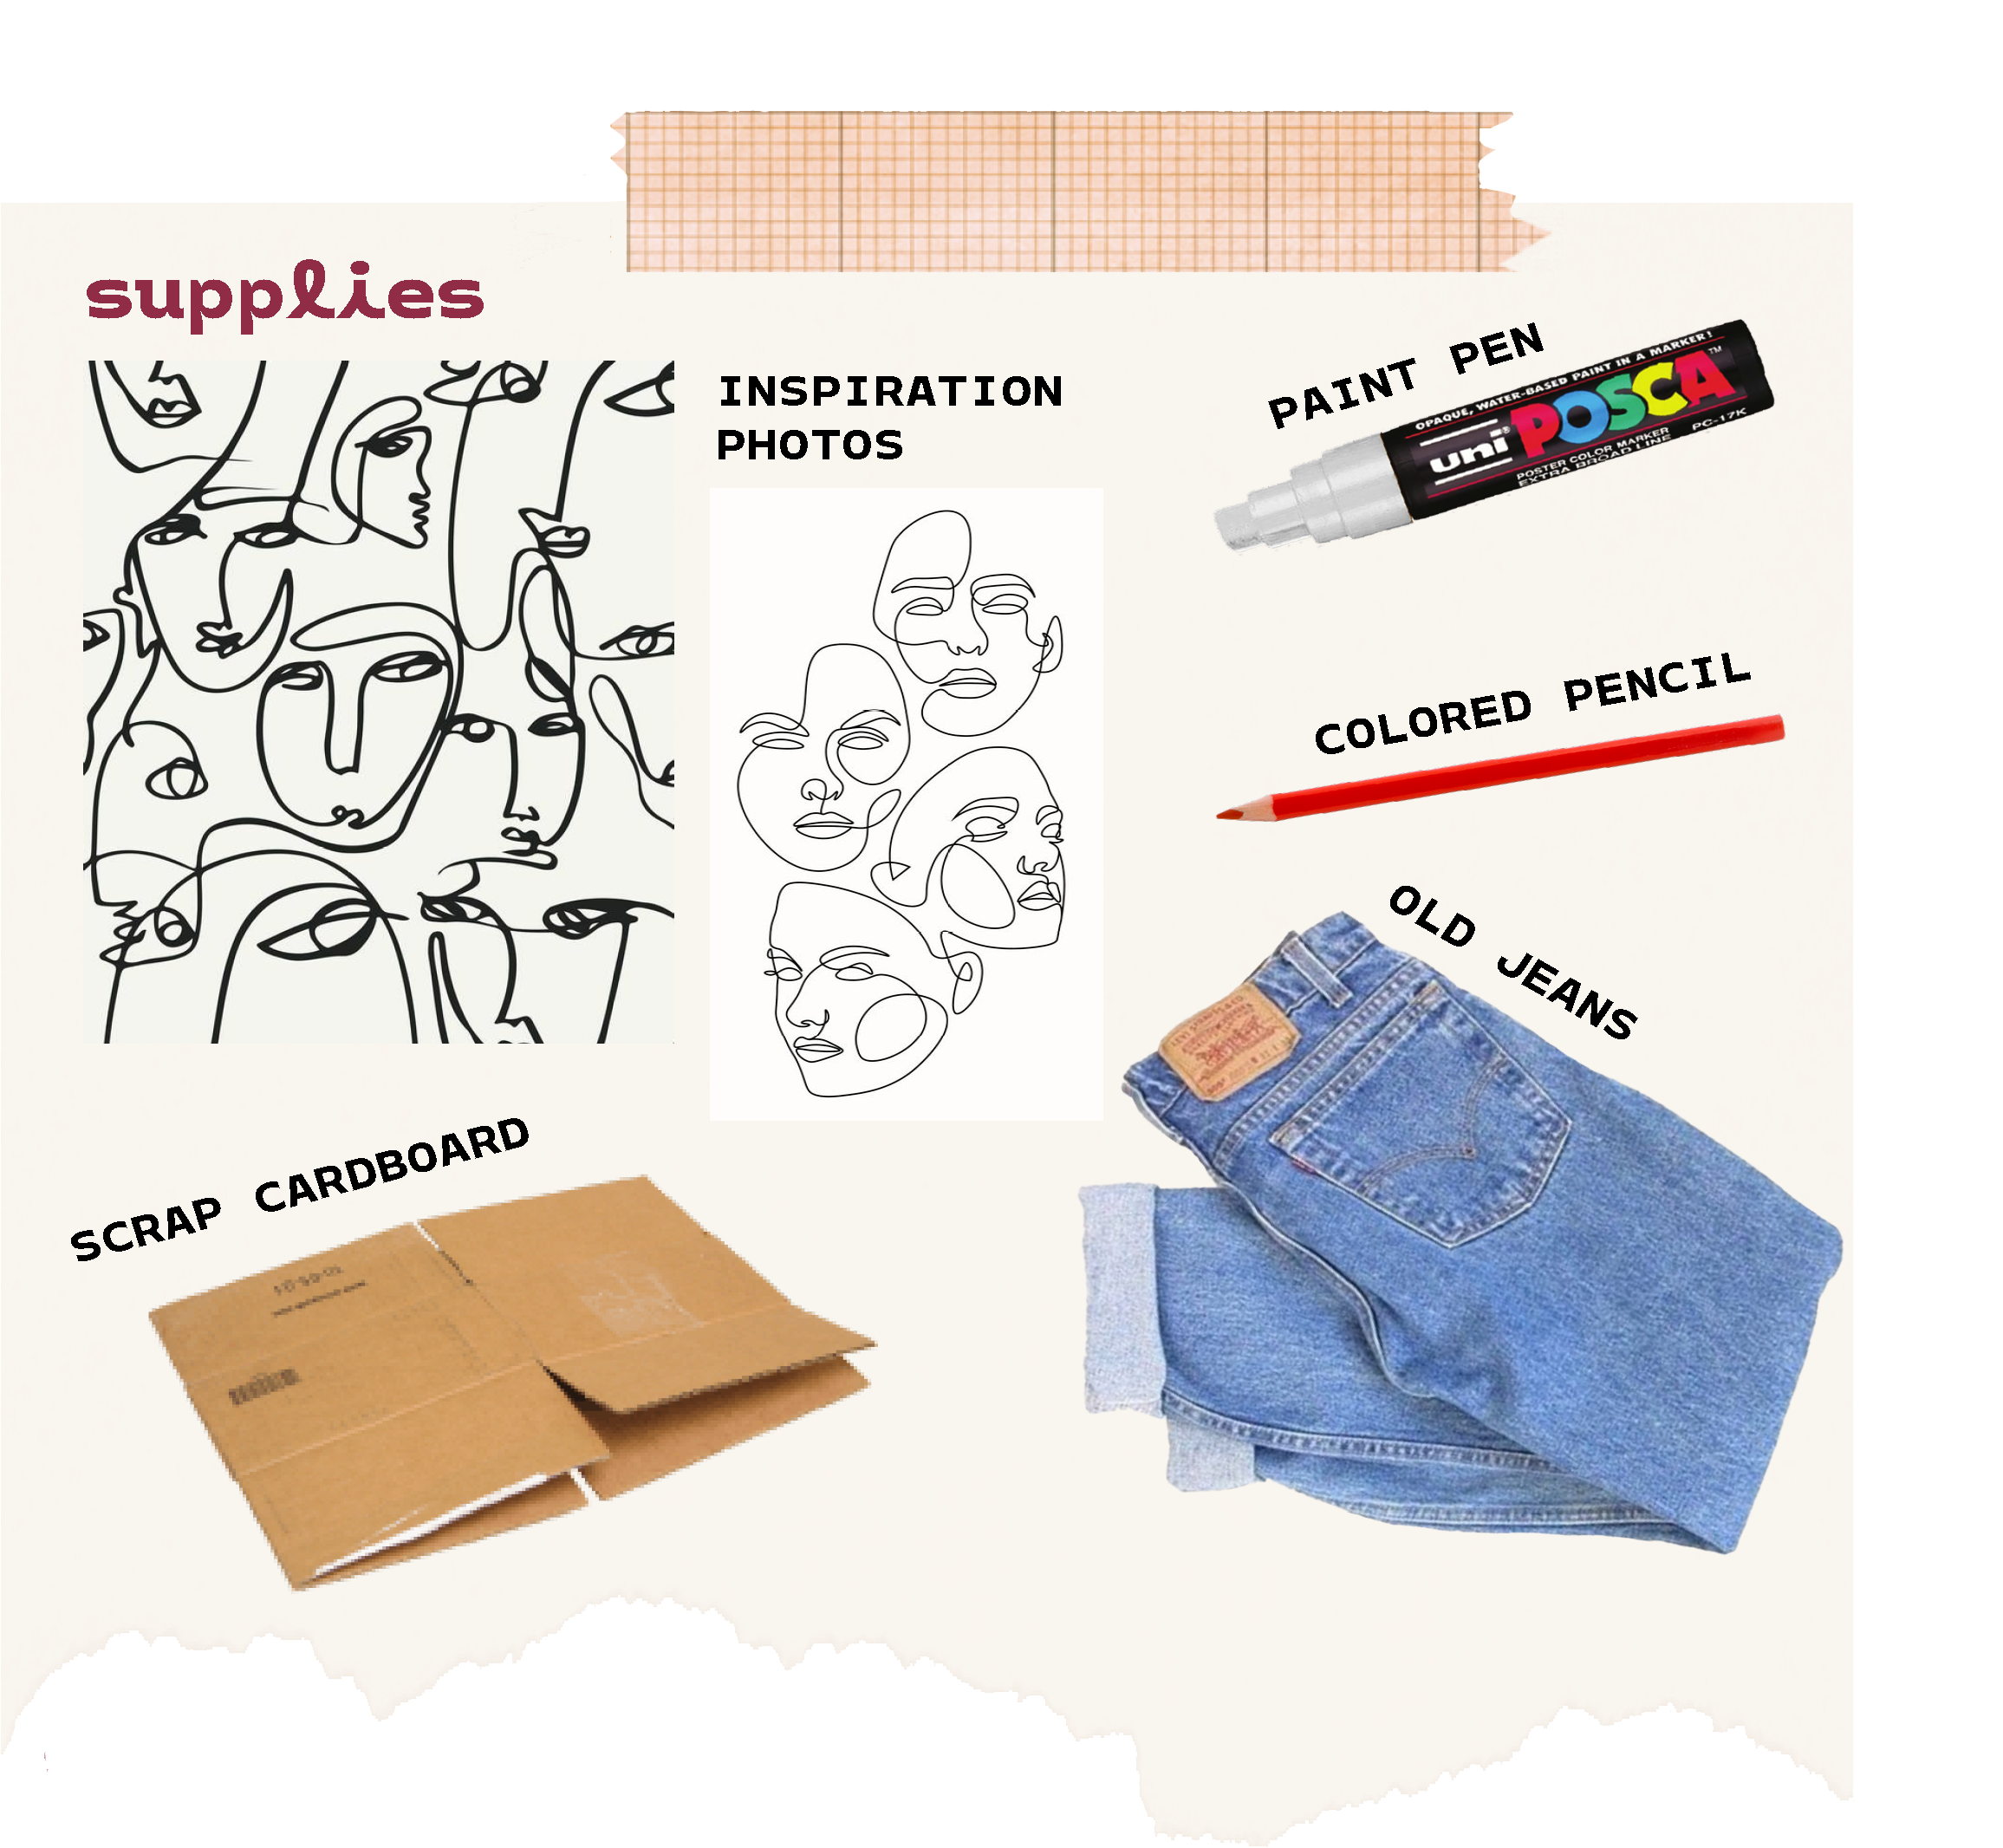 supplies
INSPIRATION
PHOTOS
PAINT PEN
OPAQUE, WATER-BASED PAINT IN A MARKER!
uni® POSCA™
POSTER COLOR MARKER PC-17K
EXTRA BROAD LINE
COLORED PENCIL
OLD JEANS
SCRAP CARDBOARD